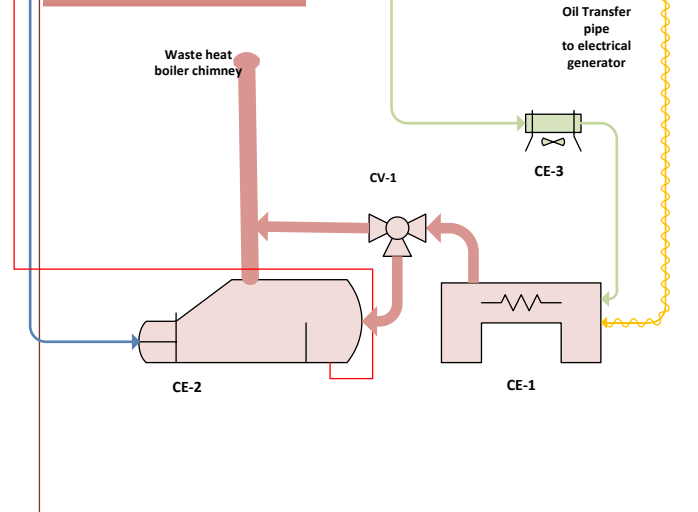 Oil Transfer
pipe
to electrical
generator
Waste heat
boiler chimney
CE-3
CV-1
CE-2
CE-1